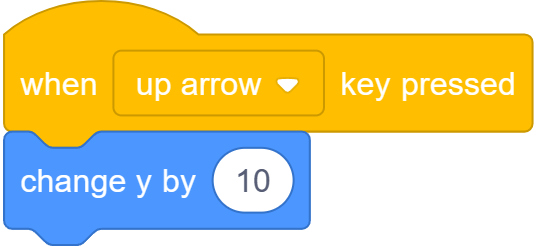 when up arrow key pressed
change y by 10